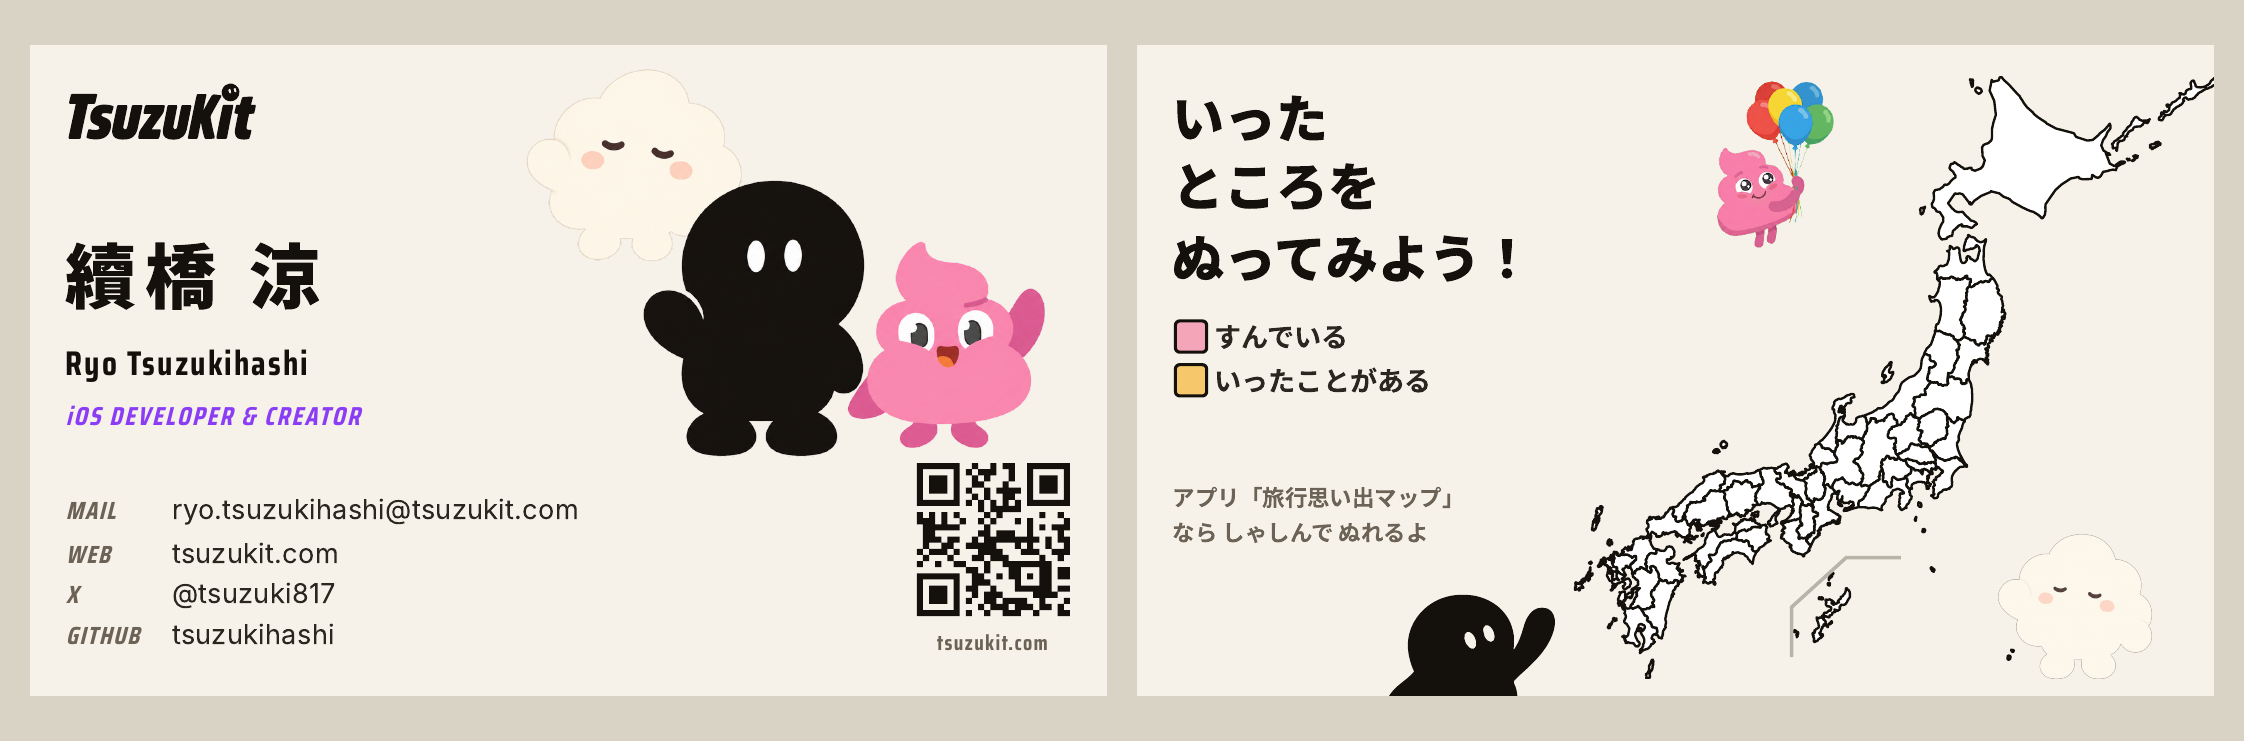 TsuzuKit
續橋 涼
Ryo Tsuzukihashi
iOS DEVELOPER & CREATOR
MAIL ryo.tsuzukihashi@tsuzukit.com
WEB tsuzukit.com
X @tsuzuki817
GITHUB tsuzukihashi
tsuzukit.com
いった
ところを
ぬってみよう！
すんでいる
いったことがある
アプリ「旅行思い出マップ」
なら しゃしんで ぬれるよ